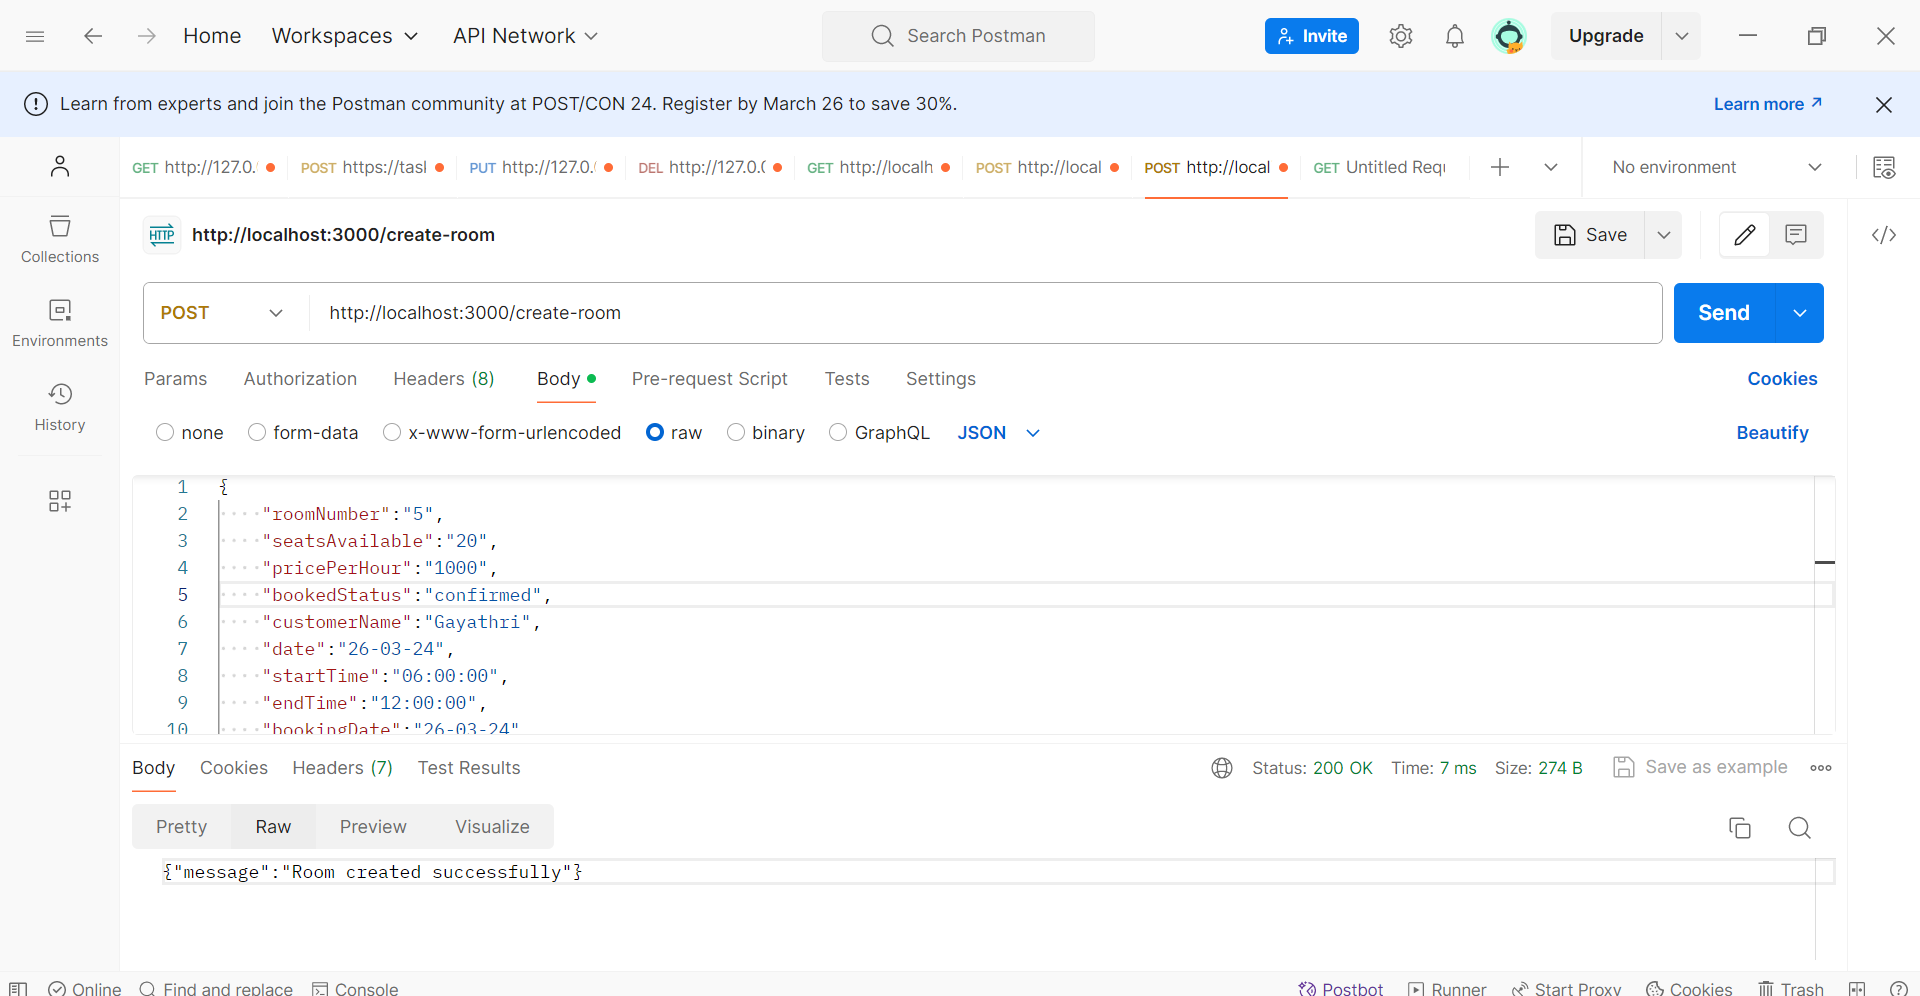 Home Workspaces API Network Search Postman Invite Upgrade
Learn from experts and join the Postman community at POST/CON 24. Register by March 26 to save 30%. Learn more
GET http://127.0. POST https://tasl PUT http://127.0. DEL http://127.0.0 GET http://localh POST http://local POST http://local GET Untitled Requ No environment
HTTP http://localhost:3000/create-room Save
Collections
POST http://localhost:3000/create-room Send
Environments
Params Authorization Headers (8) Body Pre-request Script Tests Settings Cookies
History
none form-data x-www-form-urlencoded raw binary GraphQL JSON Beautify
1 {
2 "roomNumber":"5",
3 "seatsAvailable":"20",
4 "pricePerHour":"1000",
5 "bookedStatus":"confirmed",
6 "customerName":"Gayathri",
7 "date":"26-03-24",
8 "startTime":"06:00:00",
9 "endTime":"12:00:00",
10 "bookingDate":"26-03-24"
Body Cookies Headers (7) Test Results Status: 200 OK Time: 7 ms Size: 274 B Save as example
Pretty Raw Preview Visualize
{"message":"Room created successfully"}
Online Find and replace Console Postbot Runner Start Proxy Cookies Trash